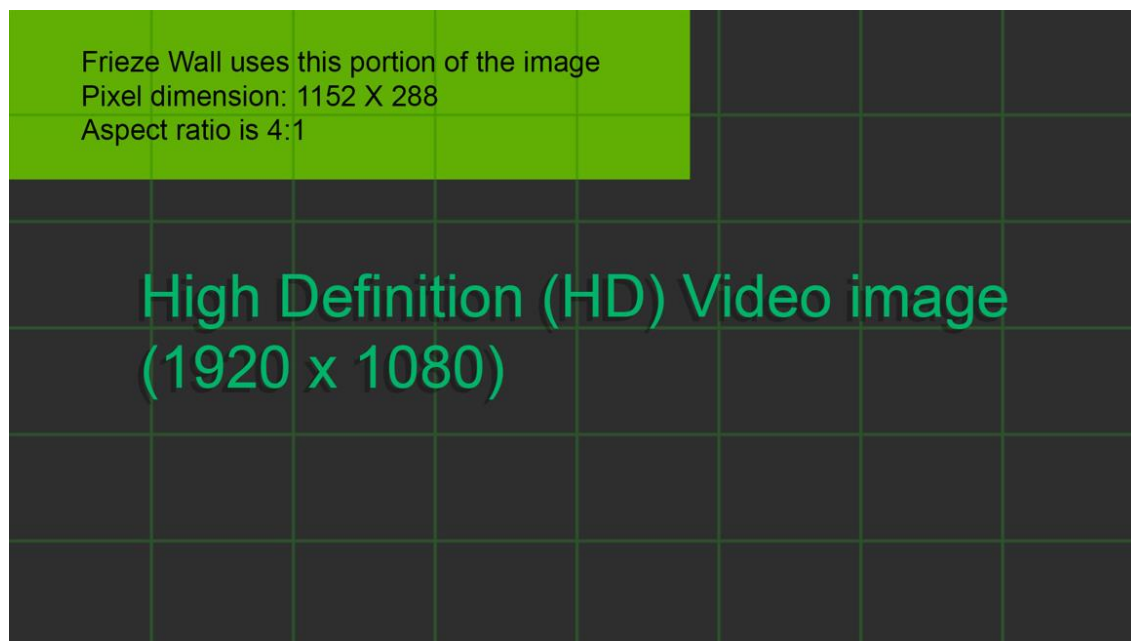 Frieze Wall uses this portion of the image
Pixel dimension: 1152 X 288
Aspect ratio is 4:1
High Definition (HD) Video image
(1920 x 1080)